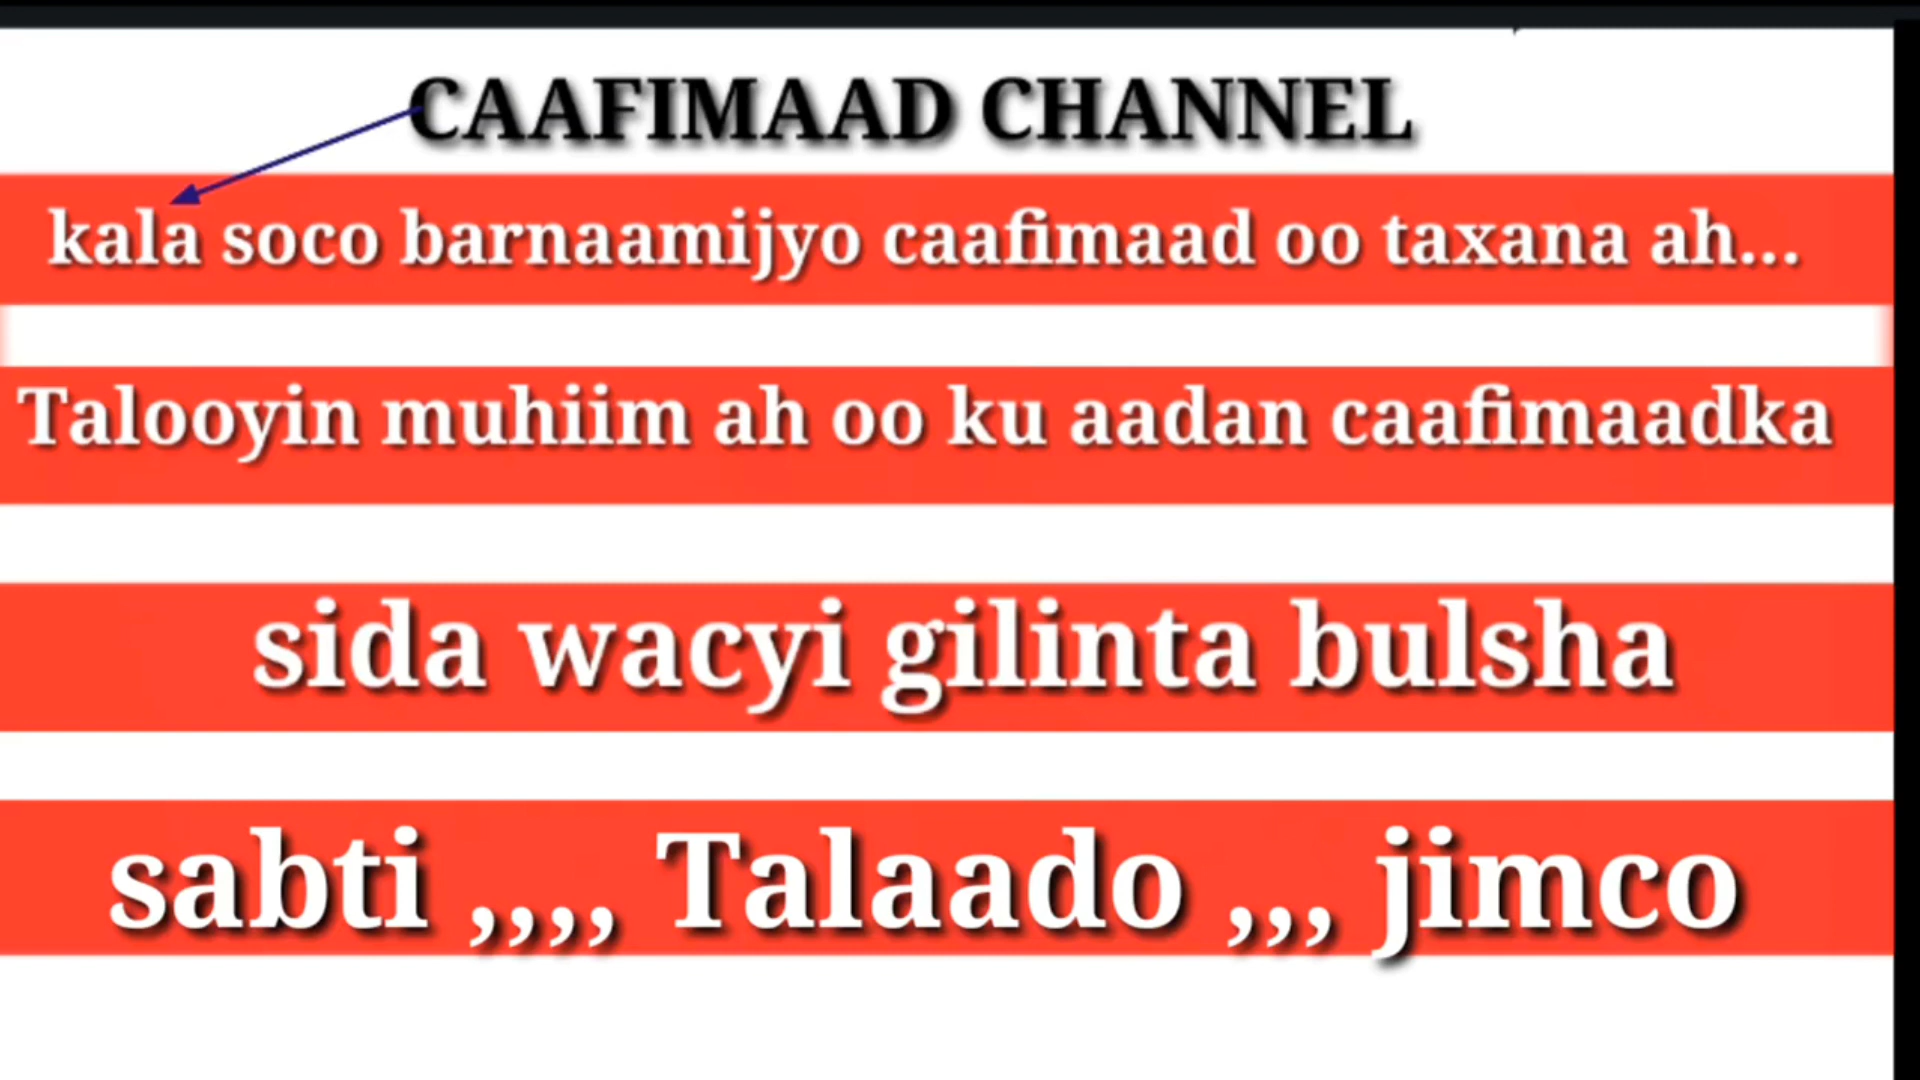 CAAFIMAAD CHANNEL
kala soco barnaamijyo caafimaad oo taxana ah...
Talooyin muhiim ah oo ku aadan caafimaadka
sida wacyi gilinta bulsha
sabti ,,,, Talaado ,,, jimco